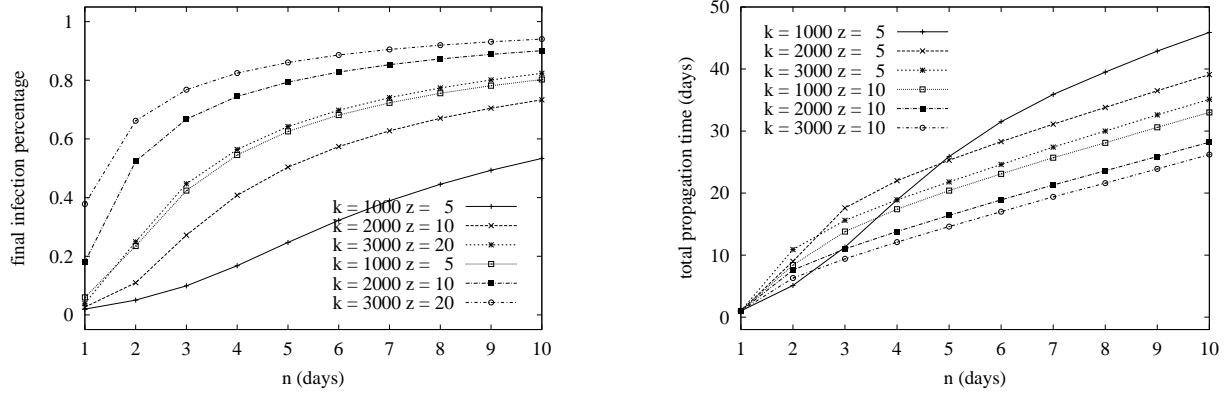 1
0.8
0.6
0.4
0.2
0
final infection percentage
k = 1000 z = 5
k = 2000 z = 10
k = 3000 z = 20
k = 1000 z = 5
k = 2000 z = 10
k = 3000 z = 20
1 2 3 4 5 6 7 8 9 10
n (days)
50
40
30
20
10
0
total propagation time (days)
k = 1000 z = 5
k = 2000 z = 5
k = 3000 z = 5
k = 1000 z = 10
k = 2000 z = 10
k = 3000 z = 10
1 2 3 4 5 6 7 8 9 10
n (days)